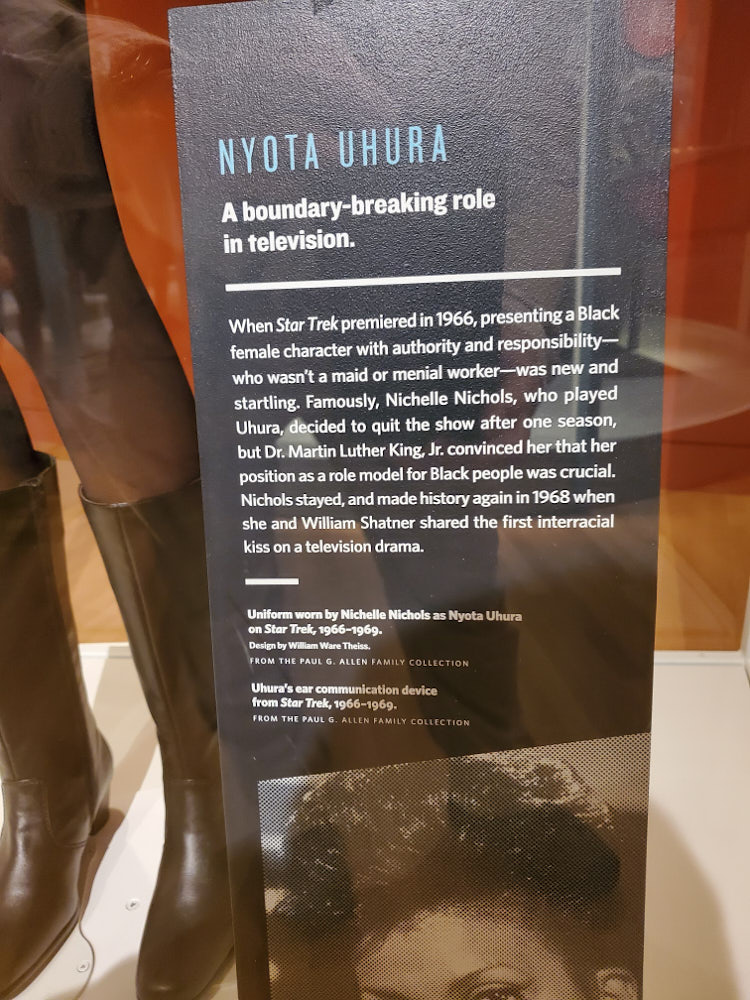 NYOTA UHURA
A boundary-breaking role
in television.
When Star Trek premiered in 1966, presenting a Black
female character with authority and responsibility—
who wasn't a maid or menial worker—was new and
startling. Famously, Nichelle Nichols, who played
Uhura, decided to quit the show after one season,
but Dr. Martin Luther King, Jr. convinced her that her
position as a role model for Black people was crucial.
Nichols stayed, and made history again in 1968 when
she and William Shatner shared the first interracial
kiss on a television drama.
Uniform worn by Nichelle Nichols as Nyota Uhura
on Star Trek, 1966–1969.
Design by William Ware Theiss.
FROM THE PAUL G. ALLEN FAMILY COLLECTION
Uhura's ear communication device
from Star Trek, 1966–1969.
FROM THE PAUL G. ALLEN FAMILY COLLECTION